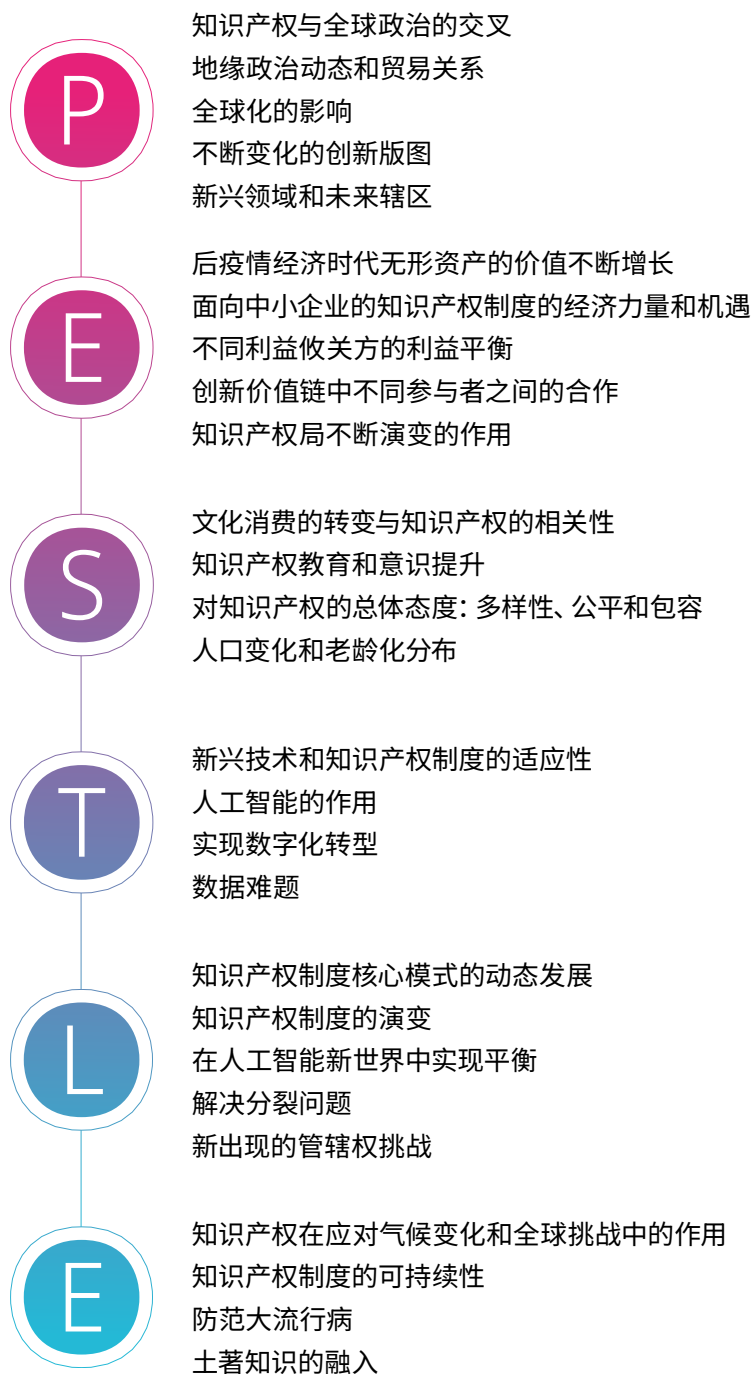 P
知识产权与全球政治的交叉
地缘政治动态和贸易关系
全球化的影响
不断变化的创新版图
新兴领域和未来辖区
E
后疫情经济时代无形资产的价值不断增长
面向中小企业的知识产权制度的经济力量和机遇
不同利益攸关方的利益平衡
创新价值链中不同参与者之间的合作
知识产权局不断演变的作用
S
文化消费的转变与知识产权的相关性
知识产权教育和意识提升
对知识产权的总体态度：多样性、公平和包容
人口变化和老龄化分布
T
新兴技术和知识产权制度的适应性
人工智能的作用
实现数字化转型
数据难题
L
知识产权制度核心模式的动态发展
知识产权制度的演变
在人工智能新世界中实现平衡
解决分裂问题
新出现的管辖权挑战
E
知识产权在应对气候变化和全球挑战中的作用
知识产权制度的可持续性
防范大流行病
土著知识的融入